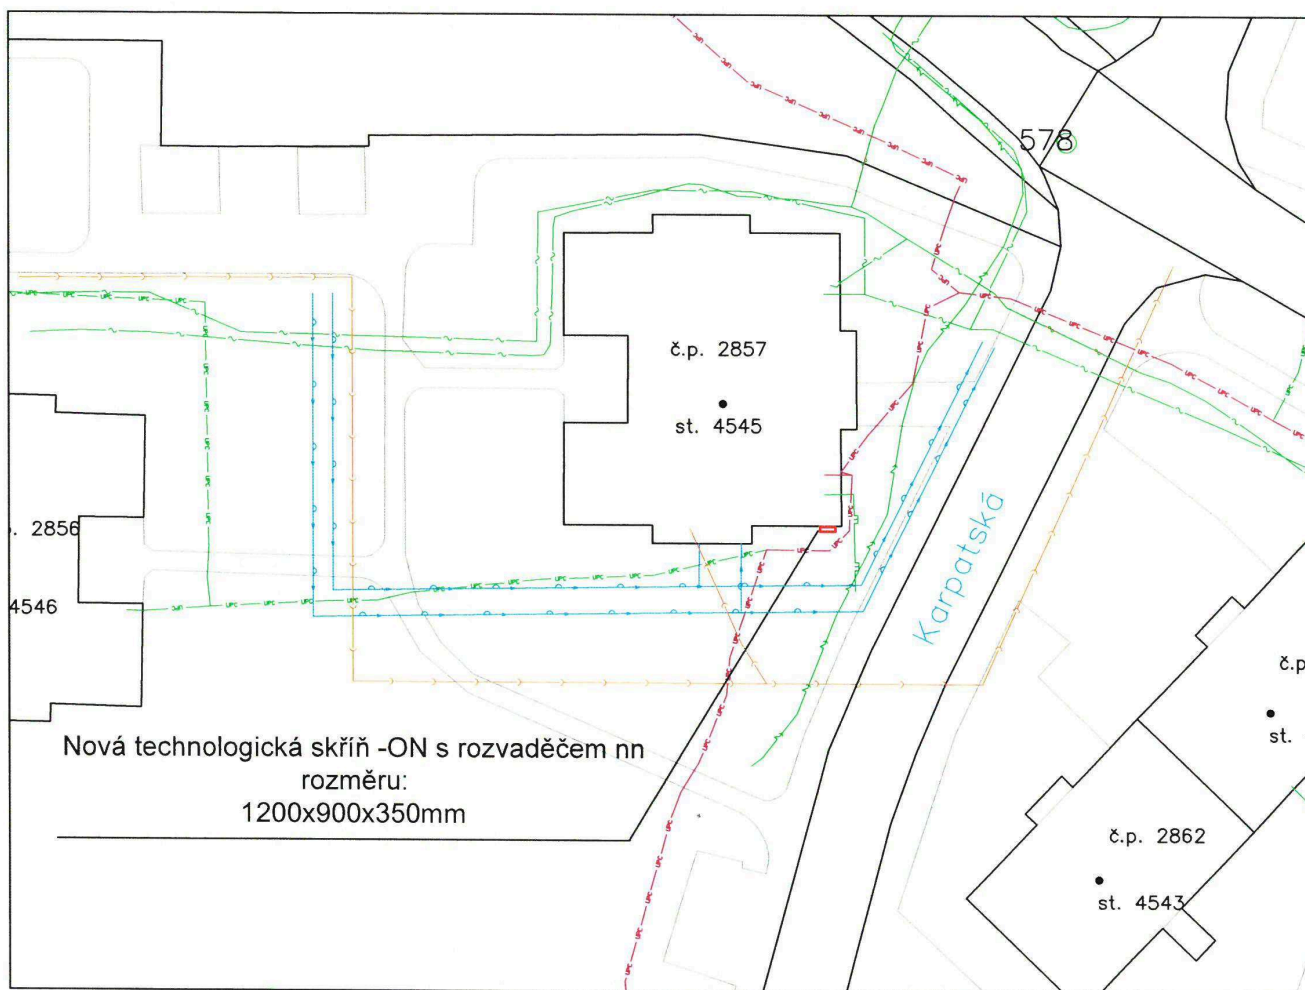 578
č.p. 2857
st. 4545
2856
4546
Karpatská
Nová technologická skříň -ON s rozvaděčem nn
rozměru:
1200x900x350mm
č.p. 2862
st. 4543
č.p
st.
UPC